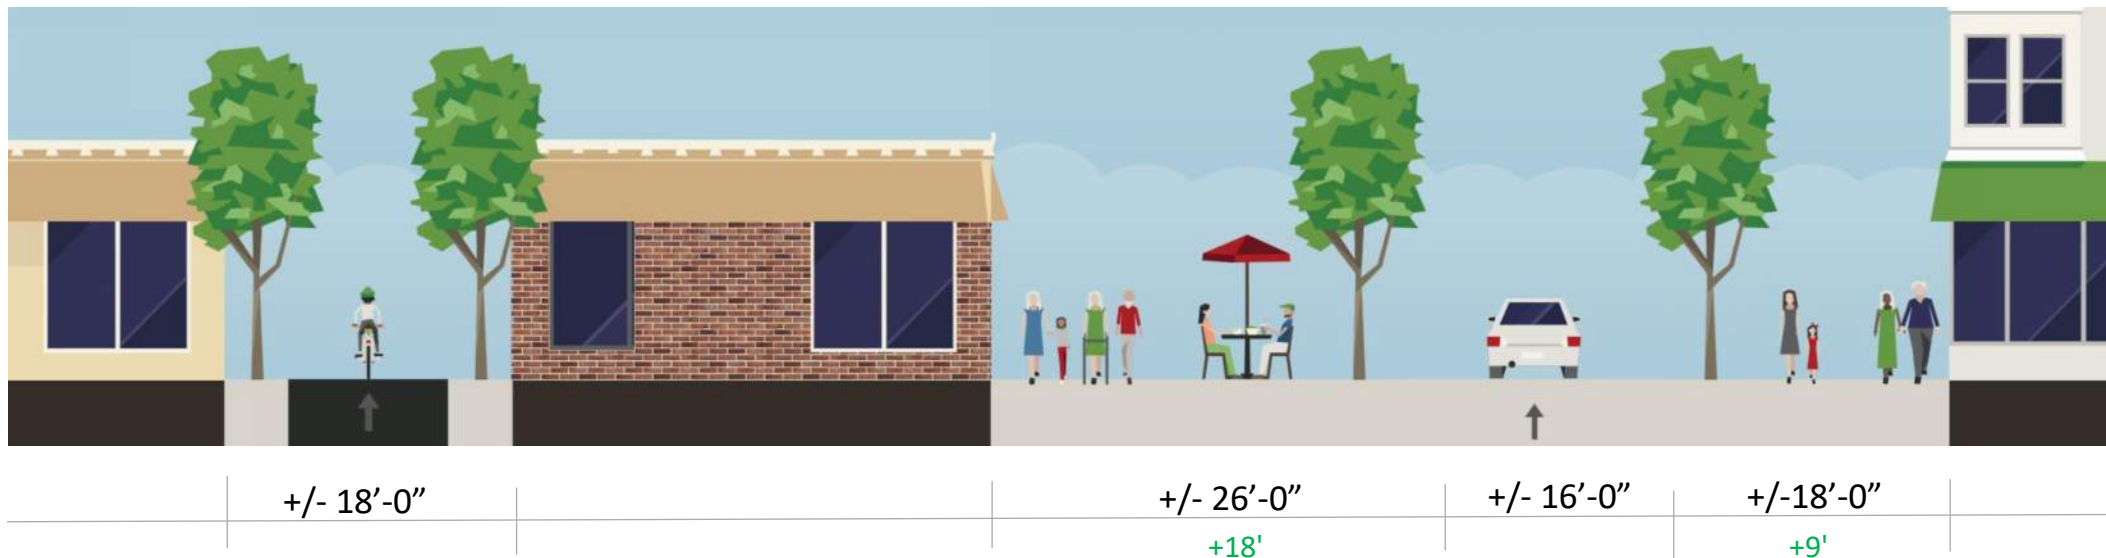 +/- 18’-0” +/- 26’-0” +/- 16’-0” +/-18’-0”
+18' +9'